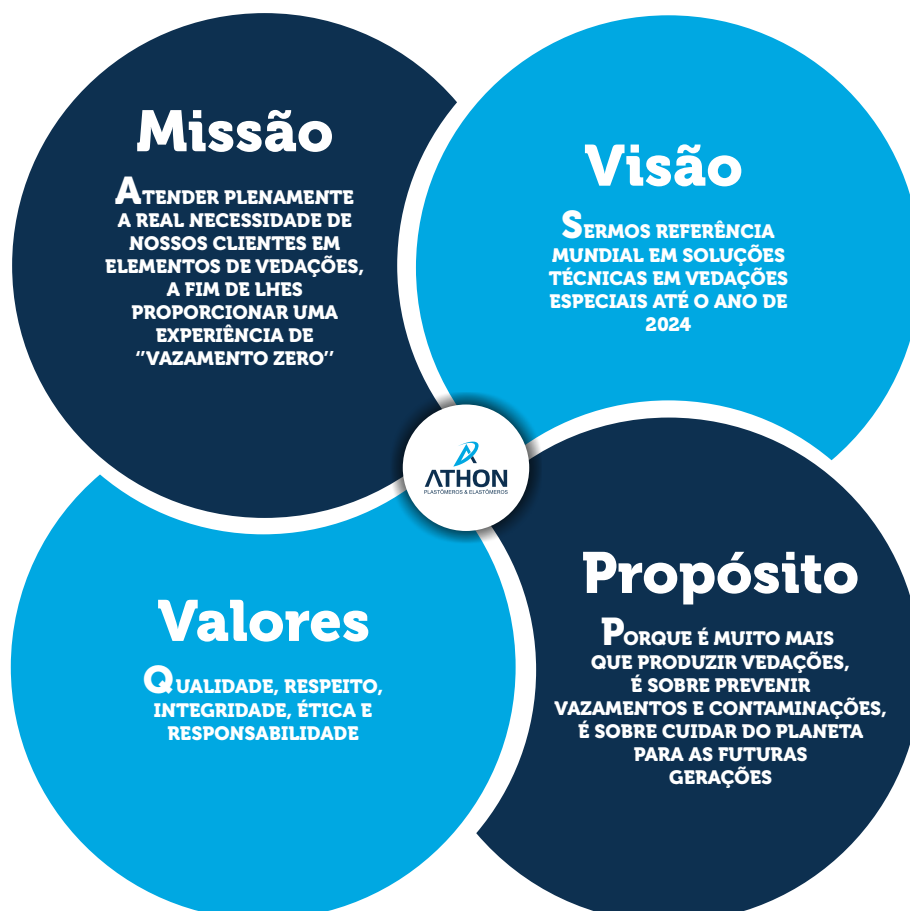 Missão
ATENDER PLENAMENTE
A REAL NECESSIDADE DE
NOSSOS CLIENTES EM
ELEMENTOS DE VEDAÇÕES,
A FIM DE LHES
PROPORCIONAR UMA
EXPERIÊNCIA DE
‘‘VAZAMENTO ZERO’’
Visão
SERMOS REFERÊNCIA
MUNDIAL EM SOLUÇÕES
TÉCNICAS EM VEDAÇÕES
ESPECIAIS ATÉ O ANO DE
2024
ATHON
PLASTÔMEROS & ELASTÔMEROS
Valores
QUALIDADE, RESPEITO,
INTEGRIDADE, ÉTICA E
RESPONSABILIDADE
Propósito
PORQUE É MUITO MAIS
QUE PRODUZIR VEDAÇÕES,
É SOBRE PREVENIR
VAZAMENTOS E CONTAMINAÇÕES,
É SOBRE CUIDAR DO PLANETA
PARA AS FUTURAS
GERAÇÕES